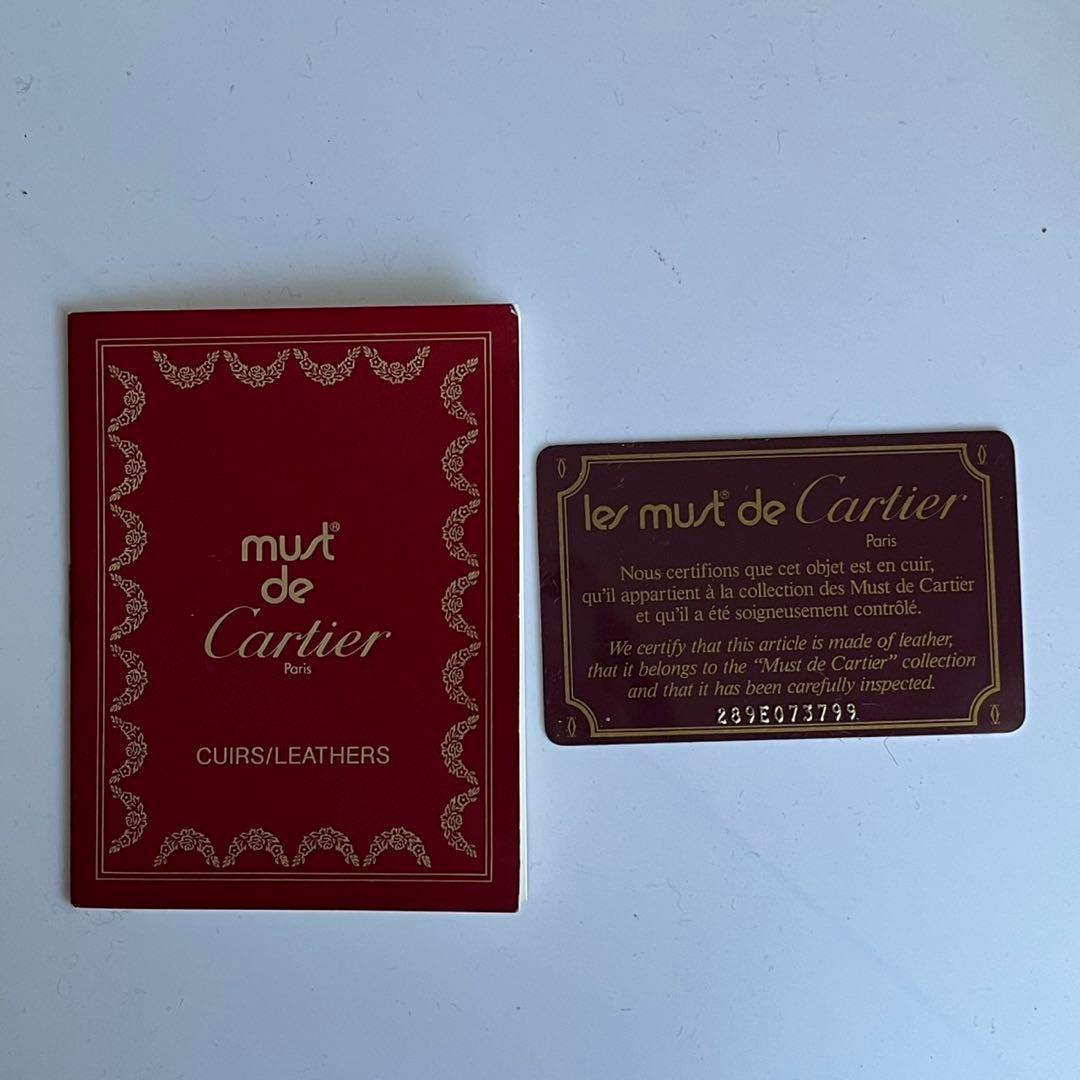 must®
de
Cartier
Paris
CUIRS/LEATHERS
les must® de Cartier
Paris
Nous certifions que cet objet est en cuir,
qu'il appartient à la collection des Must de Cartier
et qu'il a été soigneusement contrôlé.
We certify that this article is made of leather,
that it belongs to the “Must de Cartier” collection
and that it has been carefully inspected.
289E073799